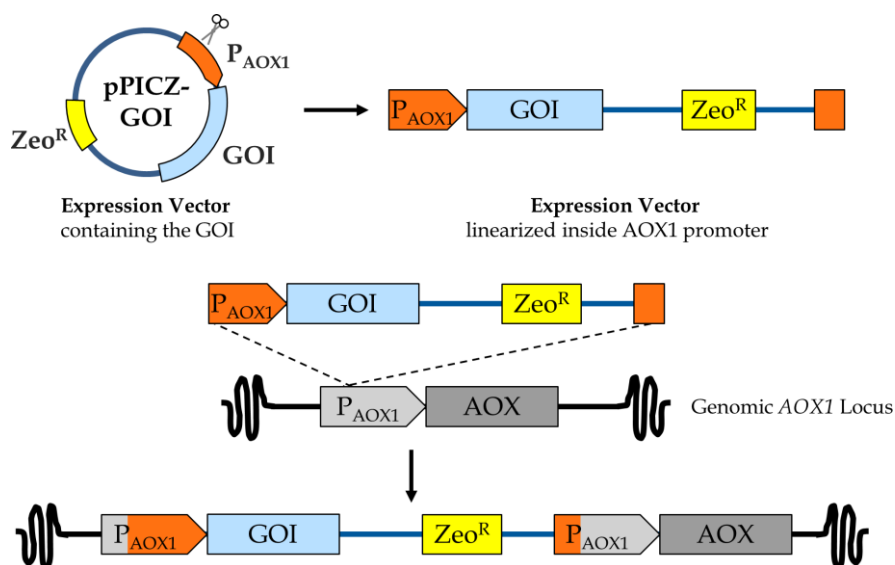 P_AOX1
pPICZ-
GOI
Zeo^R
GOI
Expression Vector
containing the GOI
P_AOX1 GOI Zeo^R
Expression Vector
linearized inside AOX1 promoter
P_AOX1 GOI Zeo^R
P_AOX1 AOX
Genomic AOX1 Locus
P_AOX1 GOI Zeo^R P_AOX1 AOX